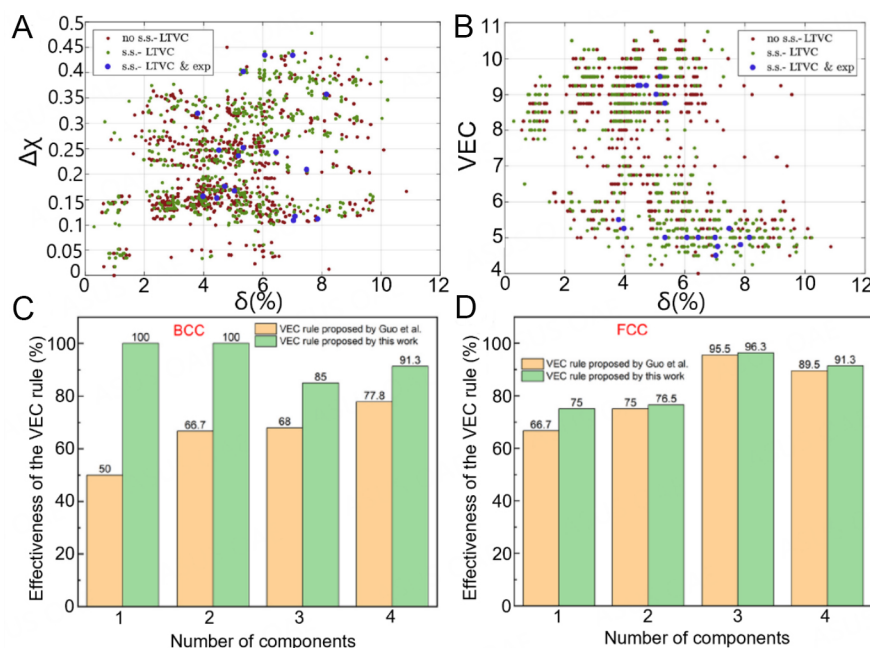 A
0.5
0.45
0.4
0.35
0.3
0.25
0.2
0.15
0.1
0.05
0
Δχ
no s.s.- LTVC
s.s.- LTVC
s.s.- LTVC & exp
0 2 4 6 8 10 12
δ(%)
B
11
10
9
8
7
6
5
4
VEC
no s.s.- LTVC
s.s.- LTVC
s.s.- LTVC & exp
0 2 4 6 8 10 12
δ(%)
C
BCC
VEC rule proposed by Guo et al.
VEC rule proposed by this work
Effectiveness of the VEC rule (%)
100
80
60
40
20
0
50 100 66.7 100 68 85 77.8 91.3
1 2 3 4
Number of components
D
FCC
VEC rule proposed by Guo et al.
VEC rule proposed by this work
Effectiveness of the VEC rule (%)
100
80
60
40
20
0
66.7 75 75 76.5 95.5 96.3 89.5 91.3
1 2 3 4
Number of components